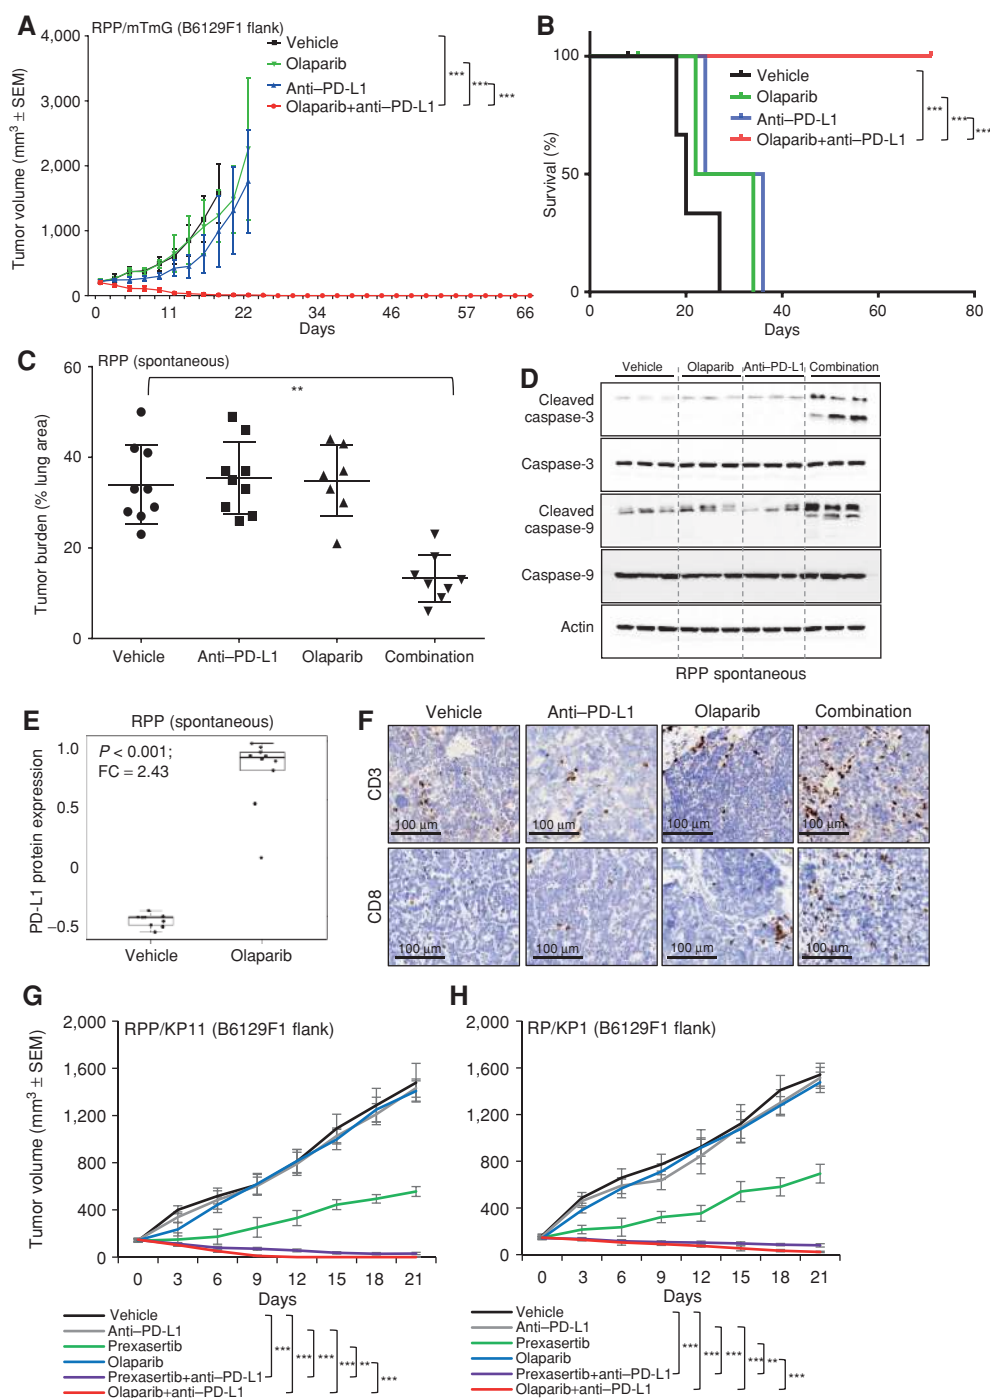 A
RPP/mTmG (B6129F1 flank)
Vehicle
Olaparib
Anti–PD-L1
Olaparib+anti–PD-L1
***
***
***
Tumor volume (mm³ ± SEM)
4,000
3,000
2,000
1,000
0
0 11 22 34 45 57 66
Days
B
Vehicle
Olaparib
Anti–PD-L1
Olaparib+anti–PD-L1
***
***
***
Survival (%)
100
50
0
0 20 40 60 80
Days
C
RPP (spontaneous)
**
Tumor burden (% lung area)
60
40
20
0
Vehicle Anti–PD-L1 Olaparib Combination
D
Vehicle Olaparib Anti–PD-L1 Combination
Cleaved
caspase-3
Caspase-3
Cleaved
caspase-9
Caspase-9
Actin
RPP spontaneous
E
RPP (spontaneous)
P < 0.001;
FC = 2.43
PD-L1 protein expression
1.0
0.5
0
–0.5
Vehicle Olaparib
F
Vehicle Anti–PD-L1 Olaparib Combination
CD3
100 µm 100 µm 100 µm 100 µm
CD8
100 µm 100 µm 100 µm 100 µm
G
RPP/KP11 (B6129F1 flank)
Tumor volume (mm³ ± SEM)
2,000
1,600
1,200
800
400
0
0 3 6 9 12 15 18 21
Days
Vehicle
Anti–PD-L1
Prexasertib
Olaparib
Prexasertib+anti–PD-L1
Olaparib+anti–PD-L1
*** *** *** *** ** ***
H
RP/KP1 (B6129F1 flank)
2,000
1,600
1,200
800
400
0
0 3 6 9 12 15 18 21
Days
Vehicle
Anti–PD-L1
Prexasertib
Olaparib
Prexasertib+anti–PD-L1
Olaparib+anti–PD-L1
*** *** *** *** ** ***